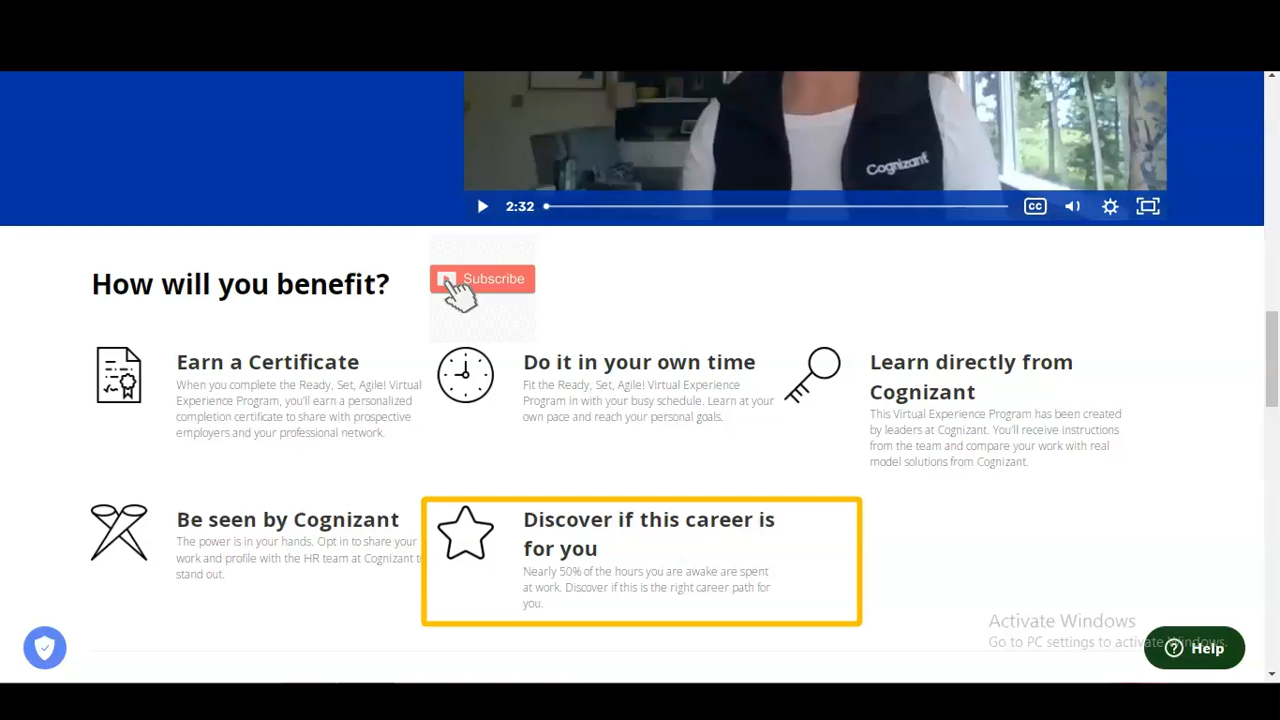 Cognizant
2:32
CC
How will you benefit?
Subscribe
Earn a Certificate
When you complete the Ready, Set, Agile! Virtual
Experience Program, you'll earn a personalized
completion certificate to share with prospective
employers and your professional network.
Do it in your own time
Fit the Ready, Set, Agile! Virtual Experience
Program in with your busy schedule. Learn at your
own pace and reach your personal goals.
Learn directly from
Cognizant
This Virtual Experience Program has been created
by leaders at Cognizant. You'll receive instructions
from the team and compare your work with real
model solutions from Cognizant.
Be seen by Cognizant
The power is in your hands. Opt in to share your
work and profile with the HR team at Cognizant
stand out.
Discover if this career is
for you
Nearly 50% of the hours you are awake are spent
at work. Discover if this is the right career path for
you.
Activate Windows
Go to PC settings to activate Windows.
Help